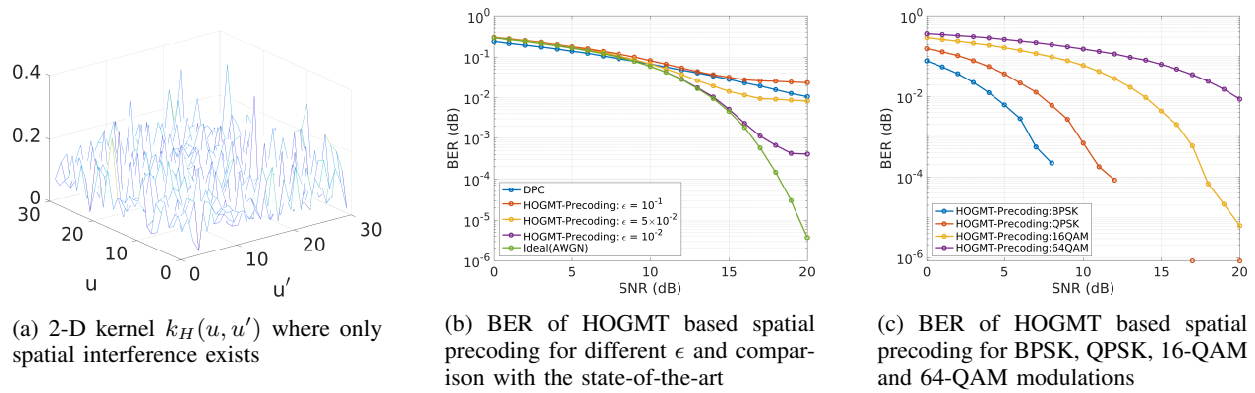 0.4
0.2
0
30
20
10
0
u
0
10
20
30
u′
(a) 2-D kernel k_H(u, u′) where only
spatial interference exists
10^0
10^-1
10^-2
10^-3
10^-4
10^-5
10^-6
BER (dB)
DPC
HOGMT-Precoding: ϵ = 10^-1
HOGMT-Precoding: ϵ = 5×10^-2
HOGMT-Precoding: ϵ = 10^-2
Ideal(AWGN)
0 5 10 15 20
SNR (dB)
(b) BER of HOGMT based spatial
precoding for different ϵ and compar-
ison with the state-of-the-art
10^0
10^-2
10^-4
10^-6
BER (dB)
HOGMT-Precoding:BPSK
HOGMT-Precoding:QPSK
HOGMT-Precoding:16QAM
HOGMT-Precoding:64QAM
0 5 10 15 20
SNR (dB)
(c) BER of HOGMT based spatial
precoding for BPSK, QPSK, 16-QAM
and 64-QAM modulations